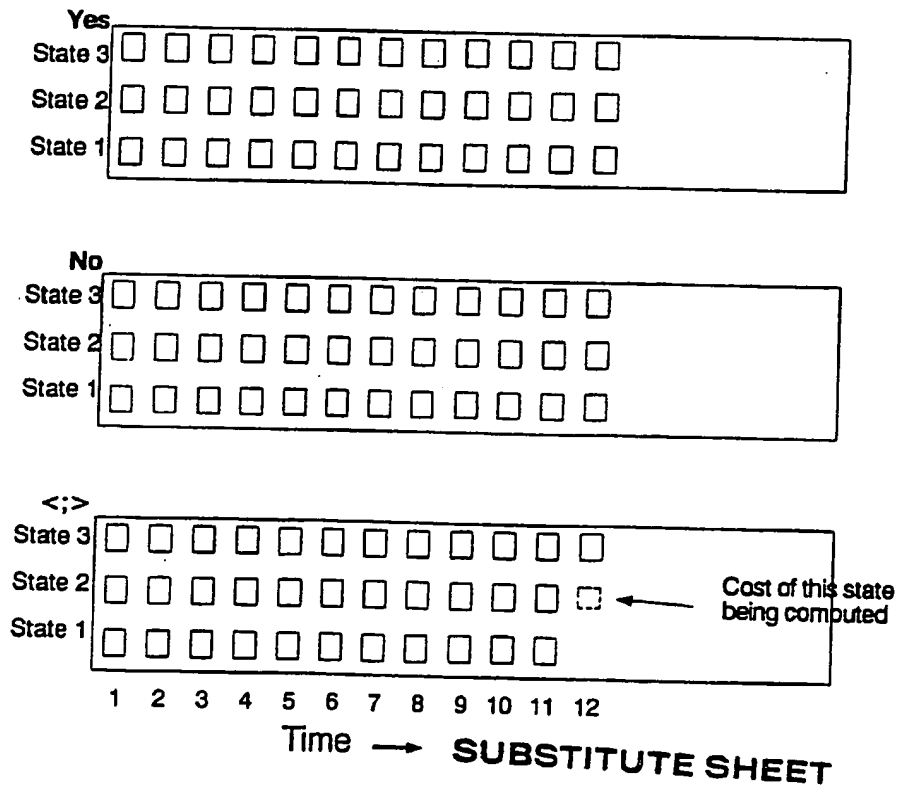 Yes
State 3
State 2
State 1
No
State 3
State 2
State 1
<;>
State 3
State 2
State 1
Cost of this state
being computed
1 2 3 4 5 6 7 8 9 10 11 12
Time
SUBSTITUTE SHEET